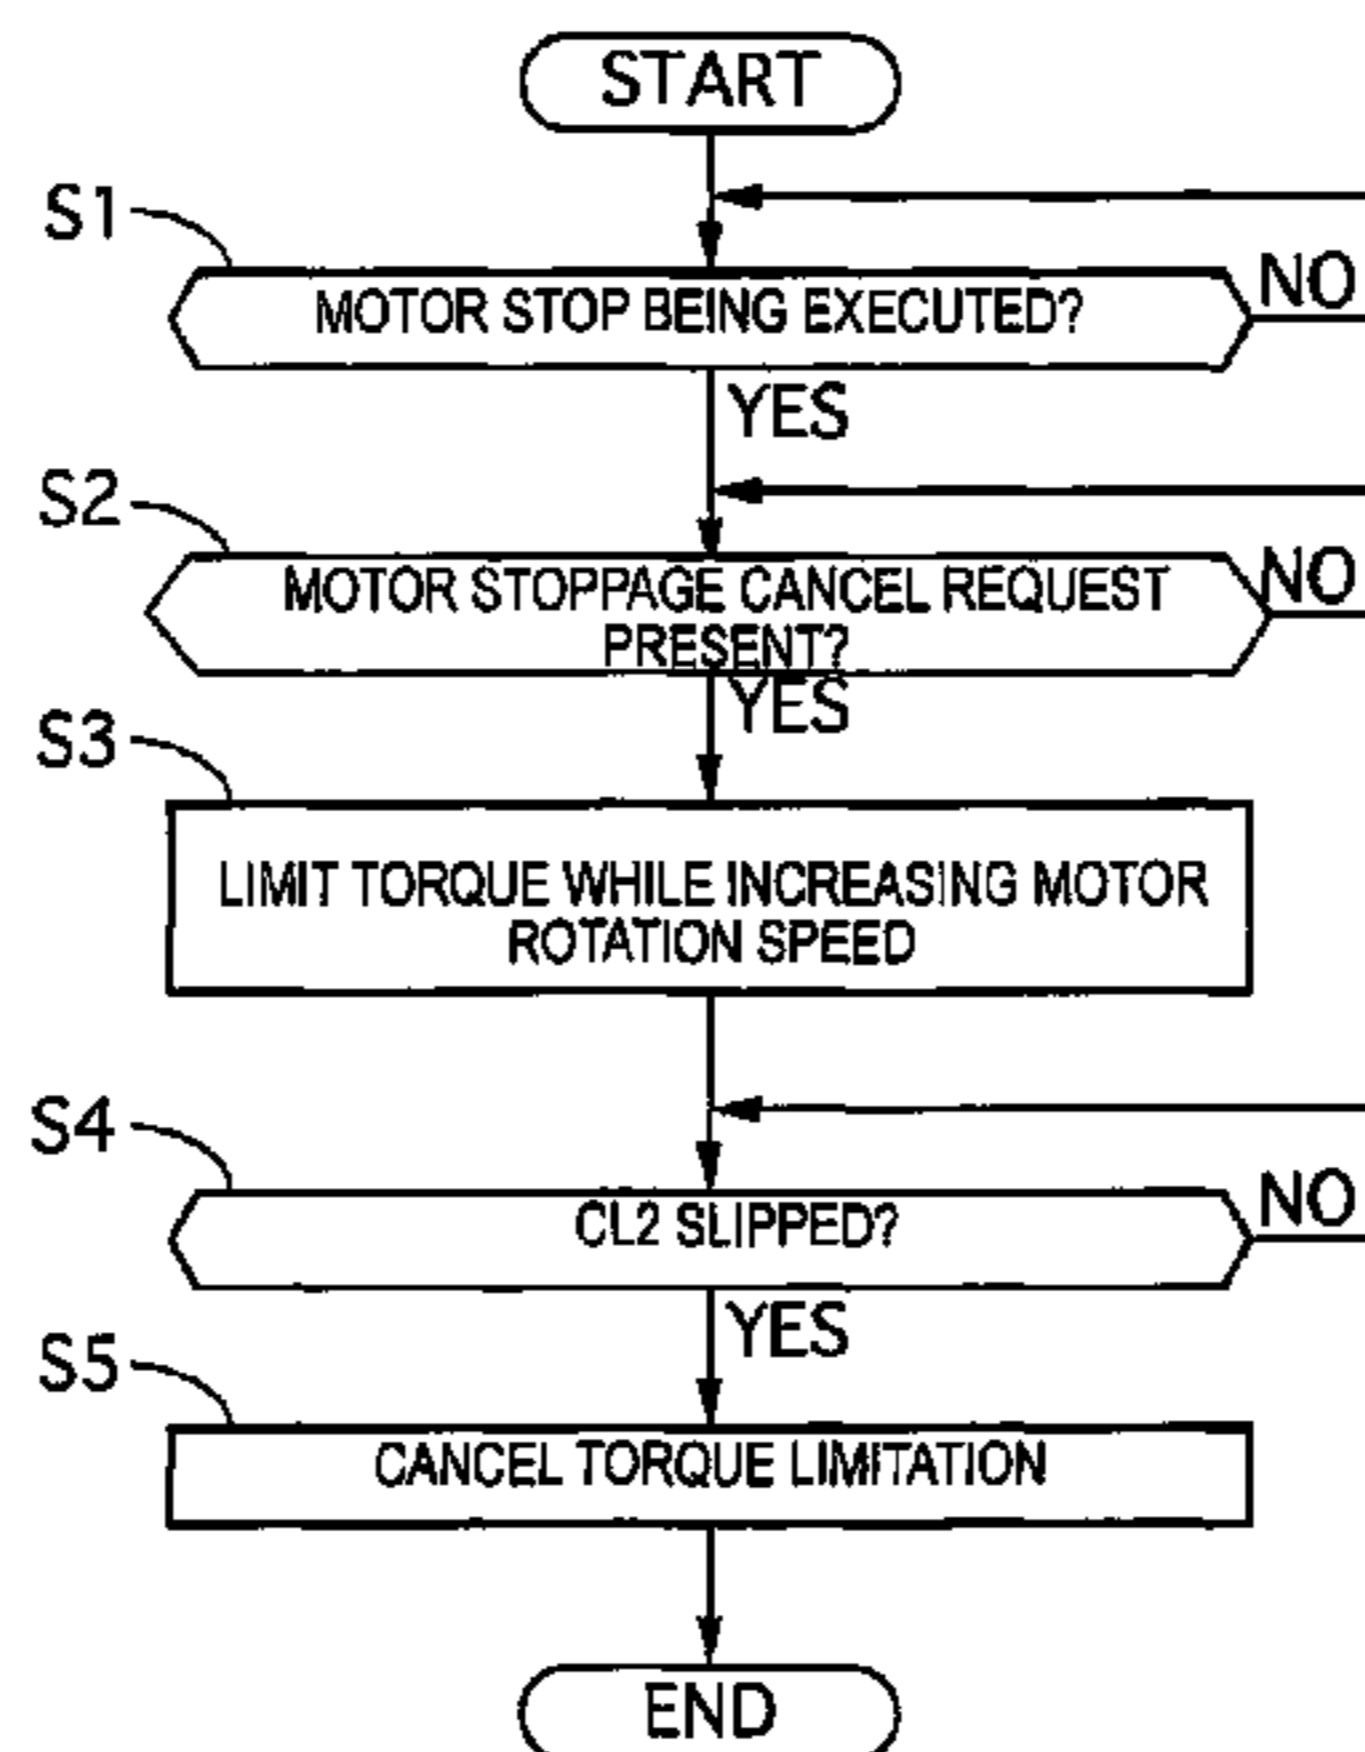 START
S1
MOTOR STOP BEING EXECUTED?
NO
YES
S2
MOTOR STOPPAGE CANCEL REQUEST
PRESENT?
NO
YES
S3
LIMIT TORQUE WHILE INCREASING MOTOR
ROTATION SPEED
S4
CL2 SLIPPED?
NO
YES
S5
CANCEL TORQUE LIMITATION
END